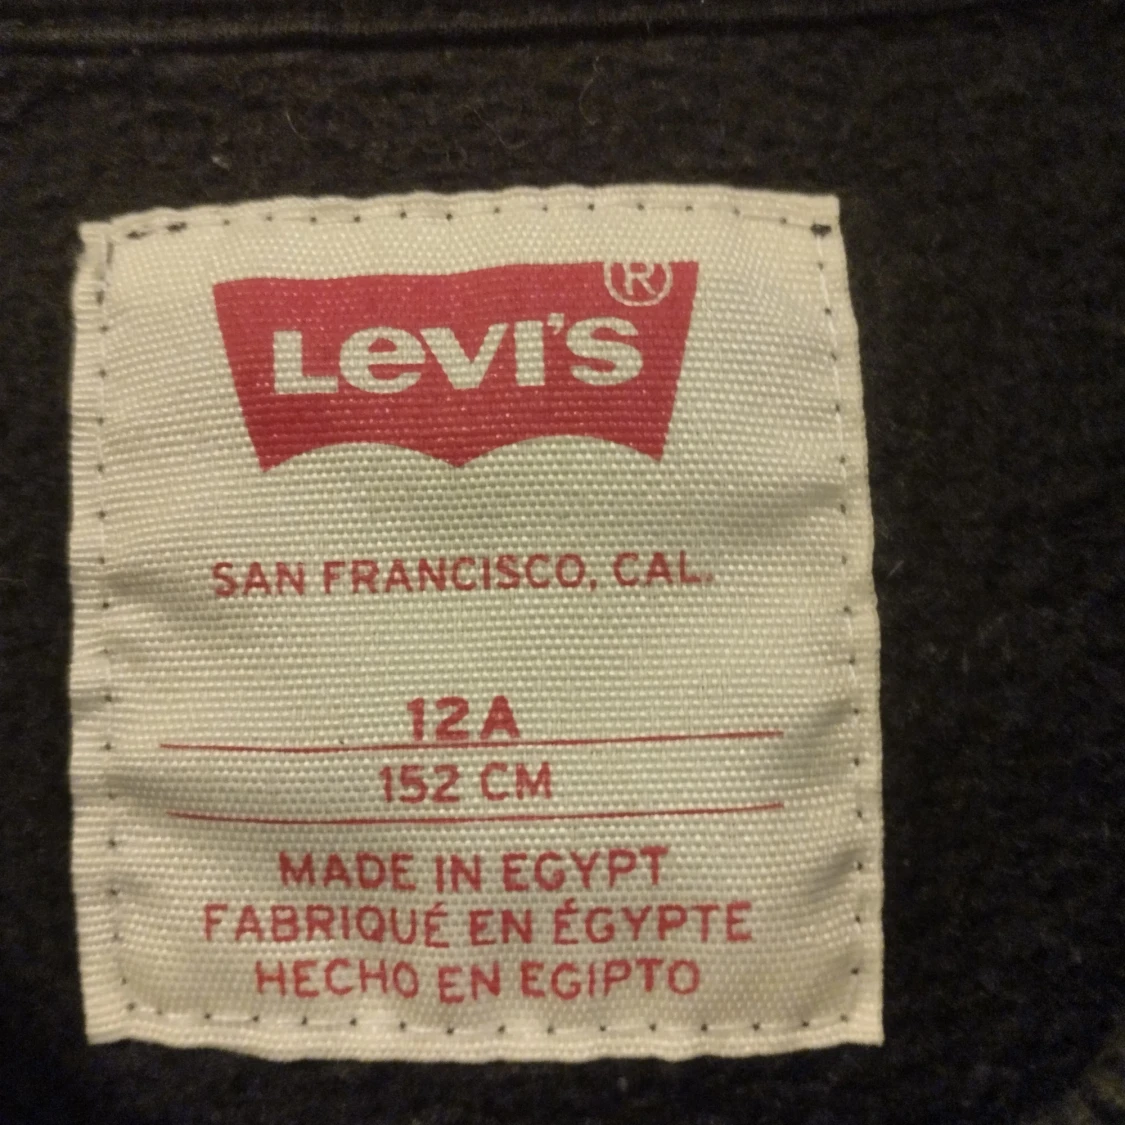 LEVI'S®
SAN FRANCISCO, CAL.
12A
152 CM
MADE IN EGYPT
FABRIQUÉ EN ÉGYPTE
HECHO EN EGIPTO